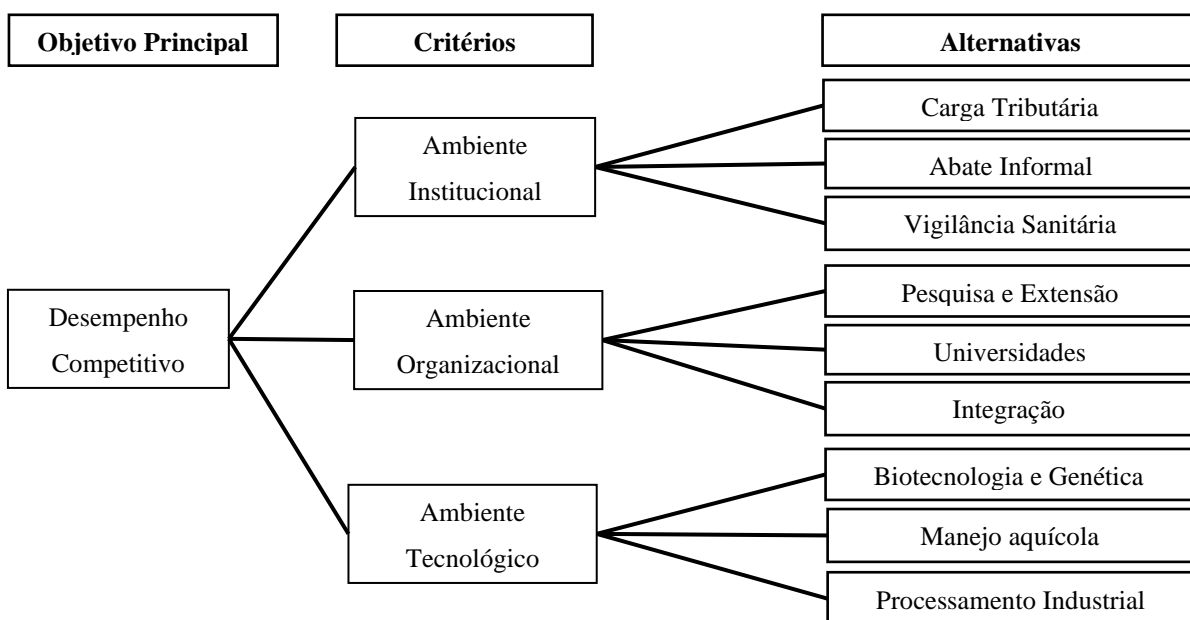 Objetivo Principal
Critérios
Alternativas
Desempenho
Competitivo
Ambiente
Institucional
Carga Tributária
Abate Informal
Vigilância Sanitária
Ambiente
Organizacional
Pesquisa e Extensão
Universidades
Integração
Ambiente
Tecnológico
Biotecnologia e Genética
Manejo aquícola
Processamento Industrial